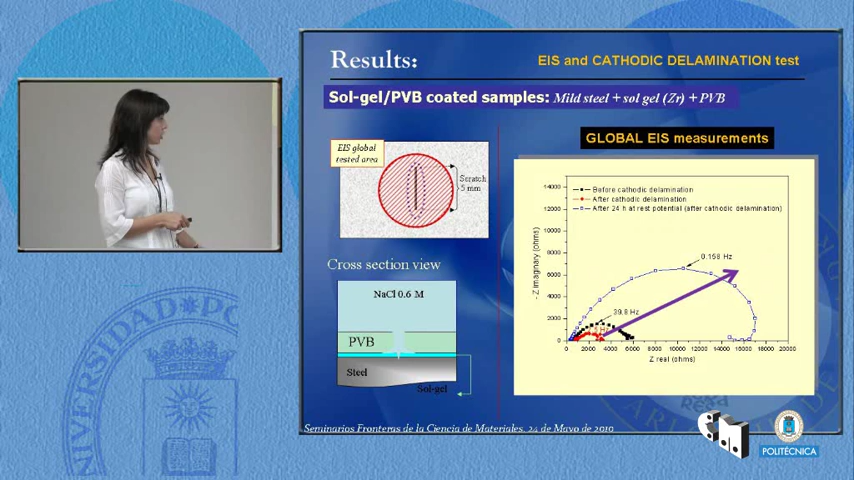 Results:
EIS and CATHODIC DELAMINATION test
Sol-gel/PVB coated samples: Mild steel + sol gel (Zr) + PVB
EIS global
tested area
Scratch
5 mm
Cross section view
NaCl 0.6 M
PVB
Steel
Sol-gel
GLOBAL EIS measurements
Before cathodic delamination
After cathodic delamination
After 24 h at rest potential (after cathodic delamination)
0.158 Hz
39.8 Hz
- Z imaginary (ohms)
14000
12000
10000
8000
6000
4000
2000
0
0 2000 4000 6000 8000 10000 12000 14000 16000 18000 20000
Z real (ohms)
Seminarios Fronteras de la Ciencia de Materiales, 24 de Mayo de 2010
POLITÉCNICA